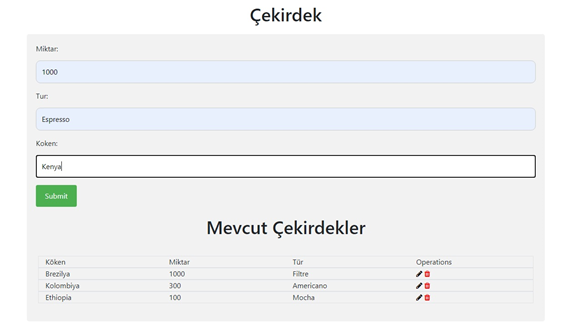 Çekirdek
Miktar:
1000
Tur:
Espresso
Koken:
Kenya
Submit
Mevcut Çekirdekler
Köken Miktar Tür Operations
Brezilya 1000 Filtre
Kolombiya 300 Americano
Ethiopia 100 Mocha